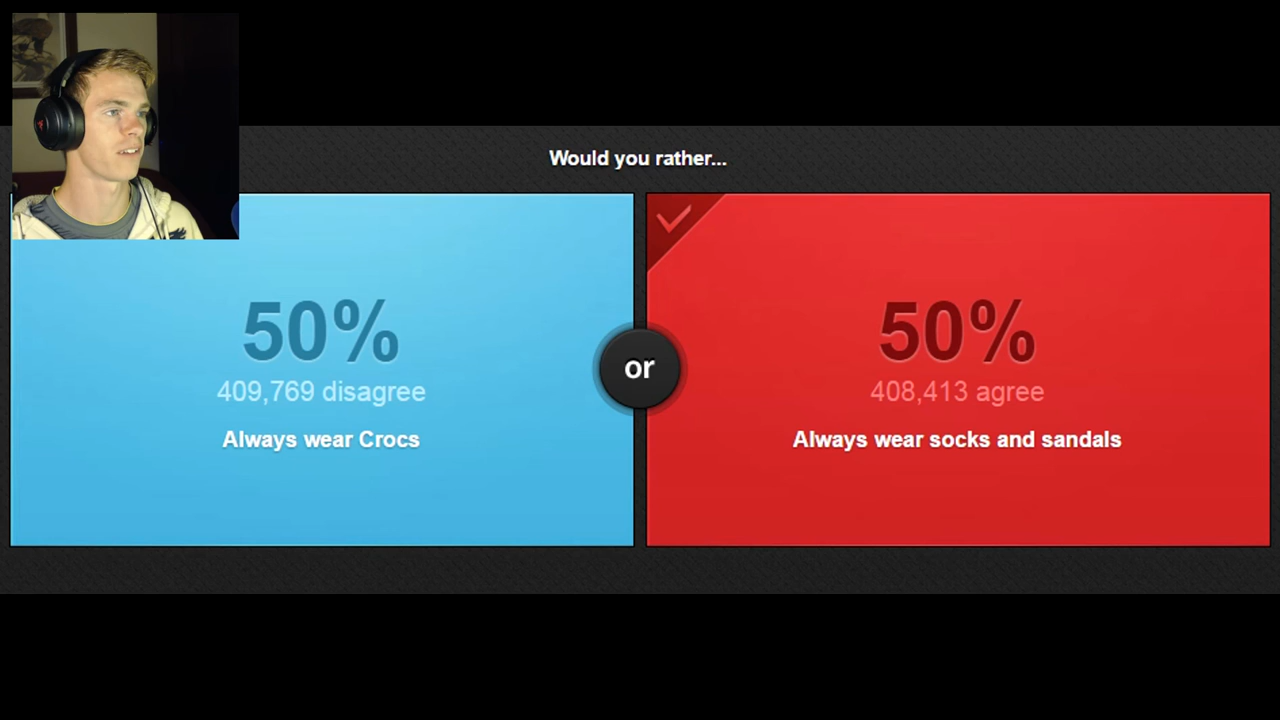 Would you rather...
50%
409,769 disagree
Always wear Crocs
or
50%
408,413 agree
Always wear socks and sandals